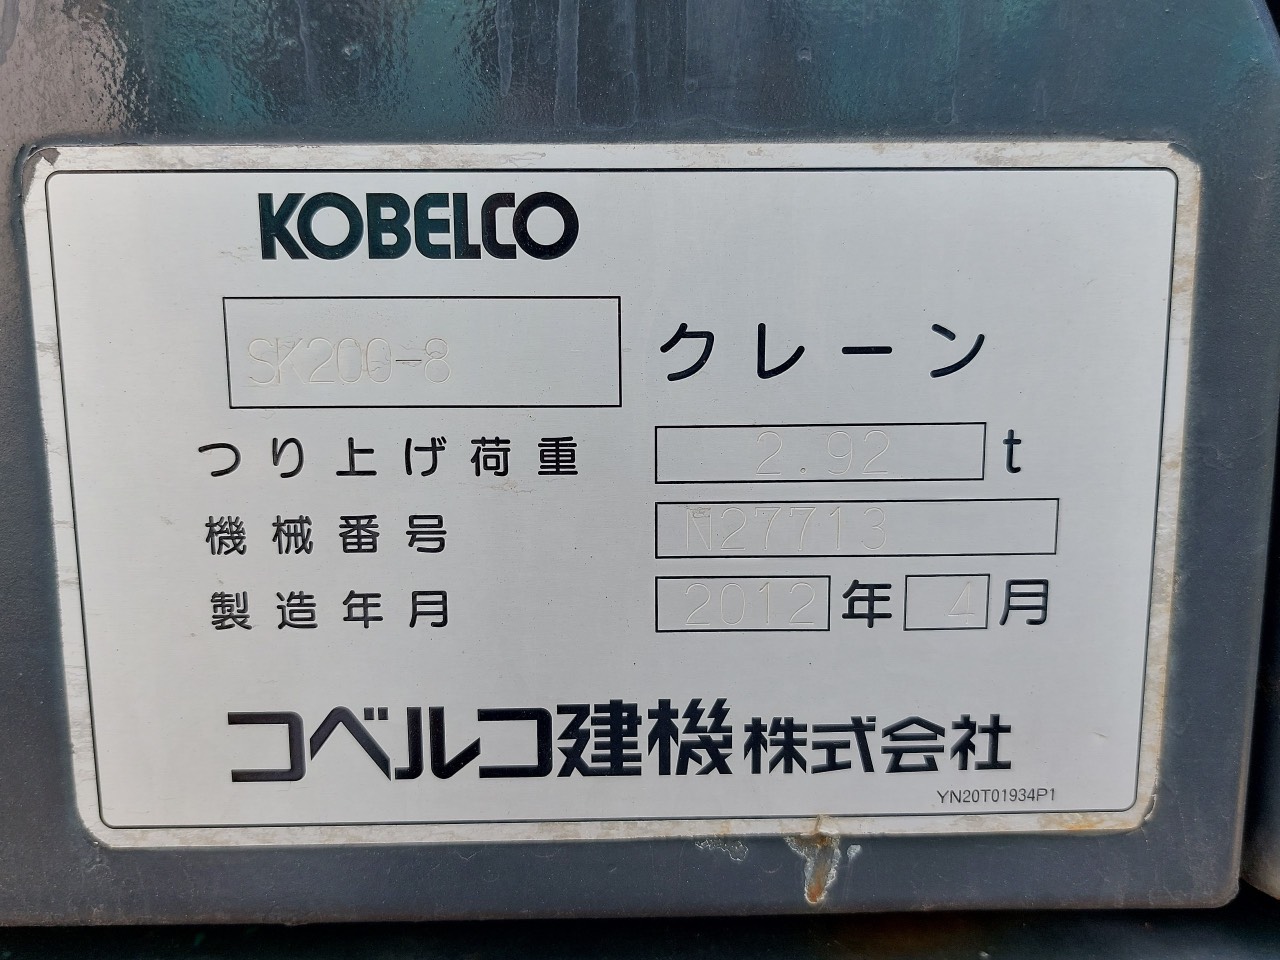 KOBELCO
SK200-8 クレーン
つり上げ荷重 2.92 t
機械番号 N27713
製造年月 2012 年 4 月
コベルコ建機株式会社
YN20T01934P1